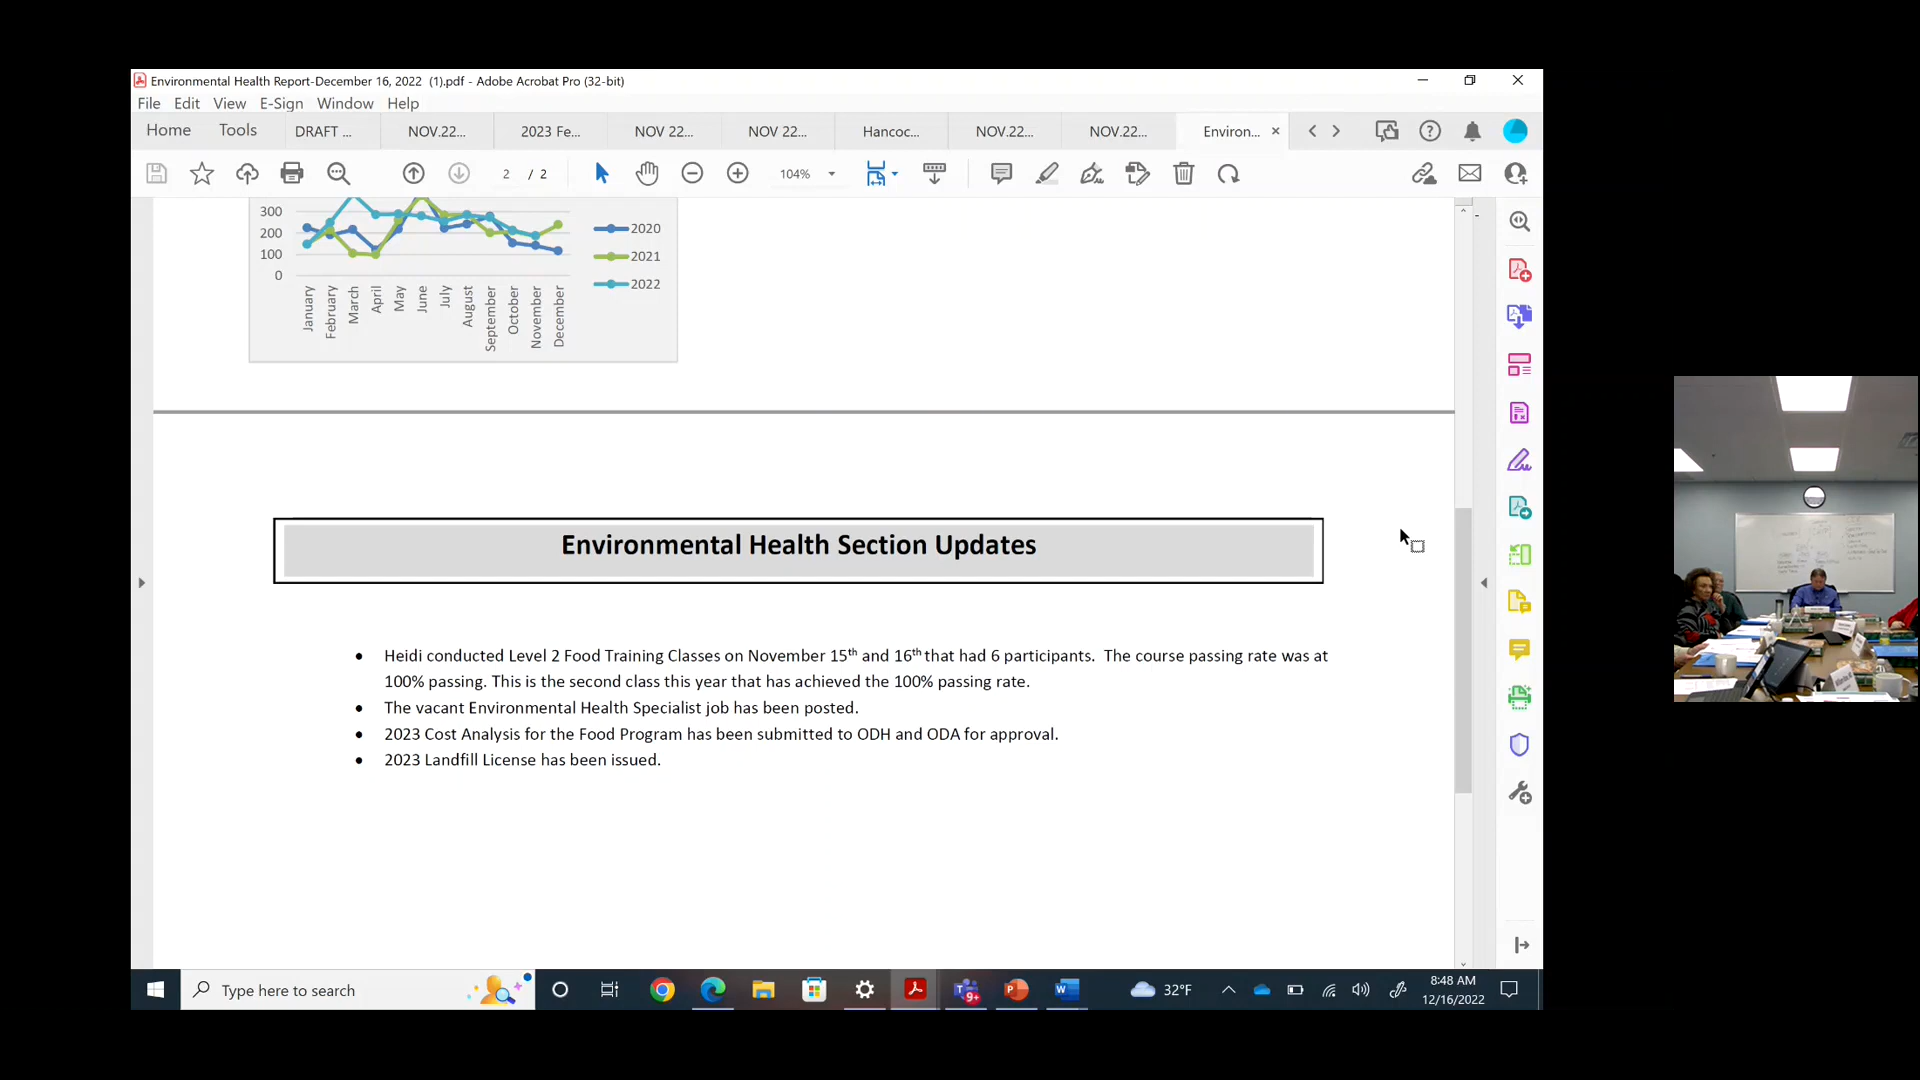 Environmental Health Report-December 16, 2022 (1).pdf - Adobe Acrobat Pro (32-bit)
File Edit View E-Sign Window Help
Home Tools DRAFT ... NOV.22... 2023 Fe... NOV 22... NOV 22... Hancoc... NOV.22... NOV.22... Environ...
2 / 2 104%
300
200
100
0
2020
2021
2022
January February March April May June July August September October November December
Environmental Health Section Updates
• Heidi conducted Level 2 Food Training Classes on November 15th and 16th that had 6 participants. The course passing rate was at
100% passing. This is the second class this year that has achieved the 100% passing rate.
• The vacant Environmental Health Specialist job has been posted.
• 2023 Cost Analysis for the Food Program has been submitted to ODH and ODA for approval.
• 2023 Landfill License has been issued.
Type here to search
9+
32°F
8:48 AM
12/16/2022